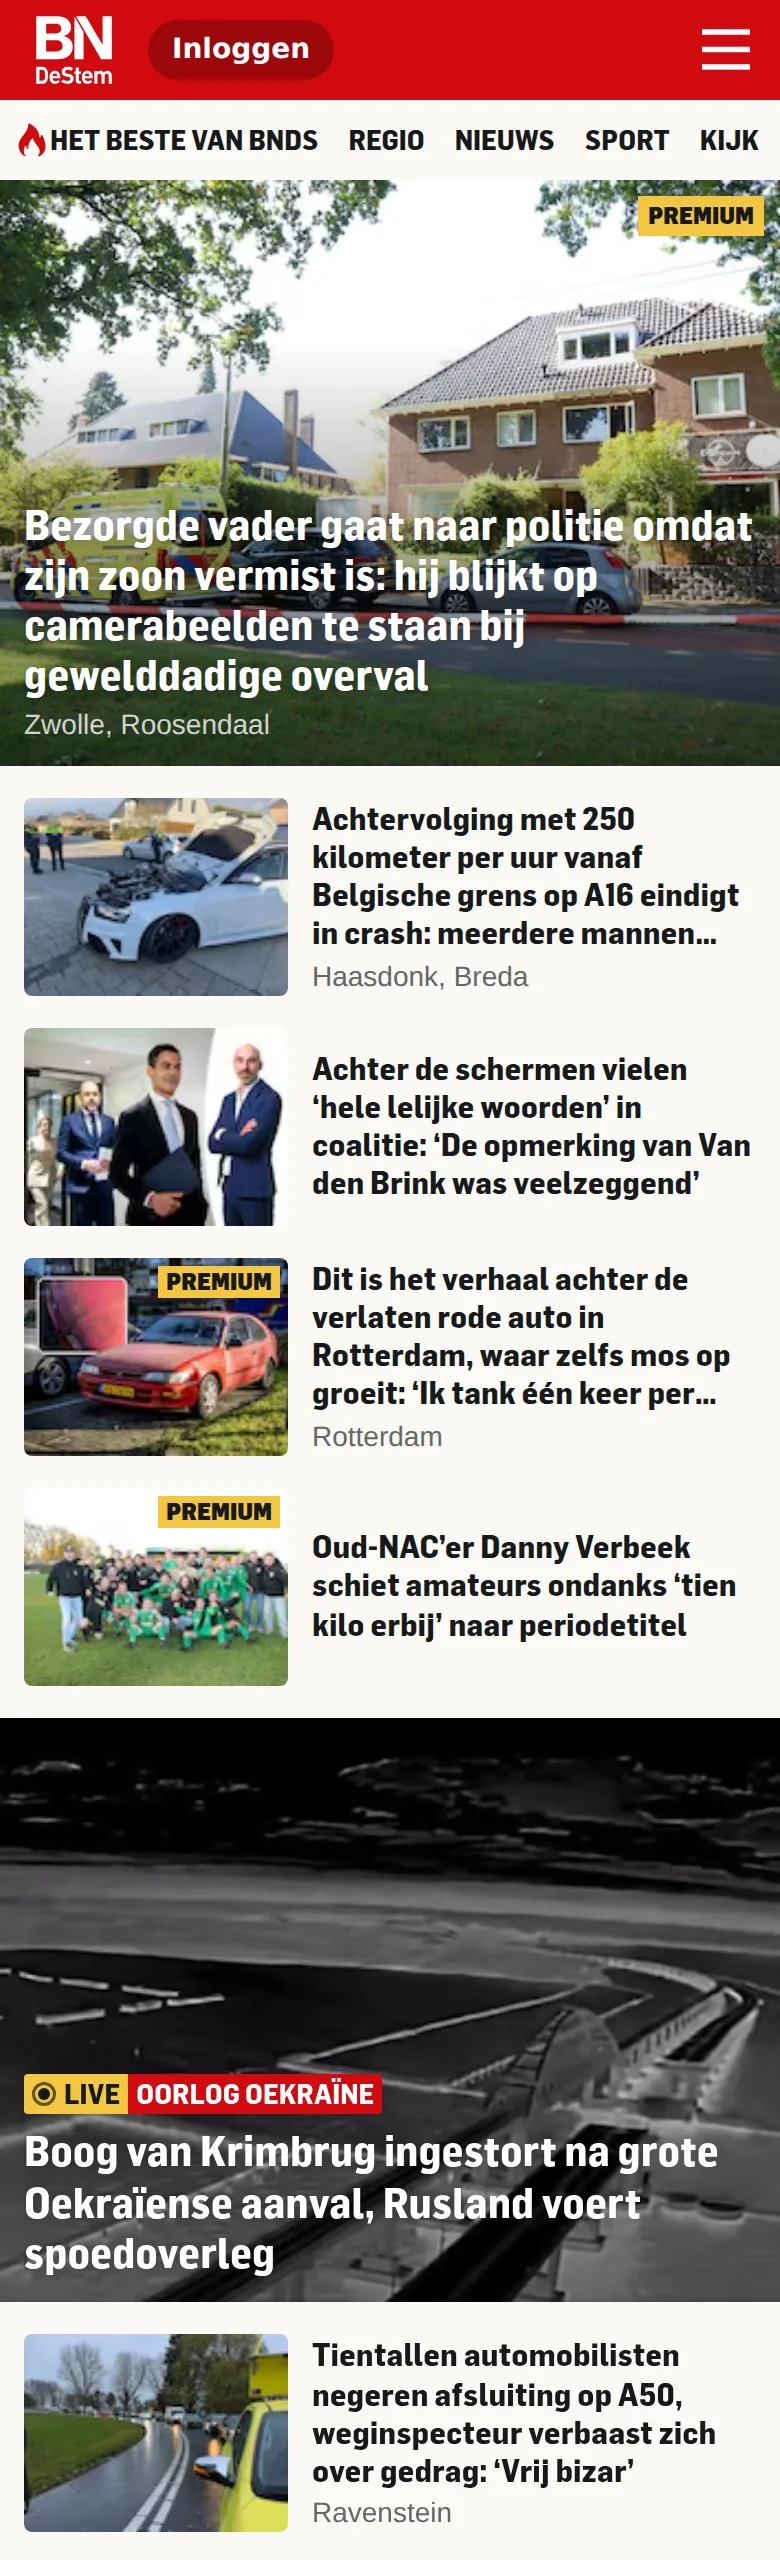 BN
DeStem
Inloggen
HET BESTE VAN BNDS REGIO NIEUWS SPORT KIJK
PREMIUM
Bezorgde vader gaat naar politie omdat
zijn zoon vermist is: hij blijkt op
camerabeelden te staan bij
gewelddadige overval
Zwolle, Roosendaal
Achtervolging met 250
kilometer per uur vanaf
Belgische grens op A16 eindigt
in crash: meerdere mannen...
Haasdonk, Breda
Achter de schermen vielen
‘hele lelijke woorden’ in
coalitie: ‘De opmerking van Van
den Brink was veelzeggend’
PREMIUM
Dit is het verhaal achter de
verlaten rode auto in
Rotterdam, waar zelfs mos op
groeit: ‘Ik tank één keer per...
Rotterdam
PREMIUM
Oud-NAC’er Danny Verbeek
schiet amateurs ondanks ‘tien
kilo erbij’ naar periodetitel
LIVE OORLOG OEKRAÏNE
Boog van Krimbrug ingestort na grote
Oekraïense aanval, Rusland voert
spoedoverleg
Tientallen automobilisten
negeren afsluiting op A50,
weginspecteur verbaast zich
over gedrag: ‘Vrij bizar’
Ravenstein